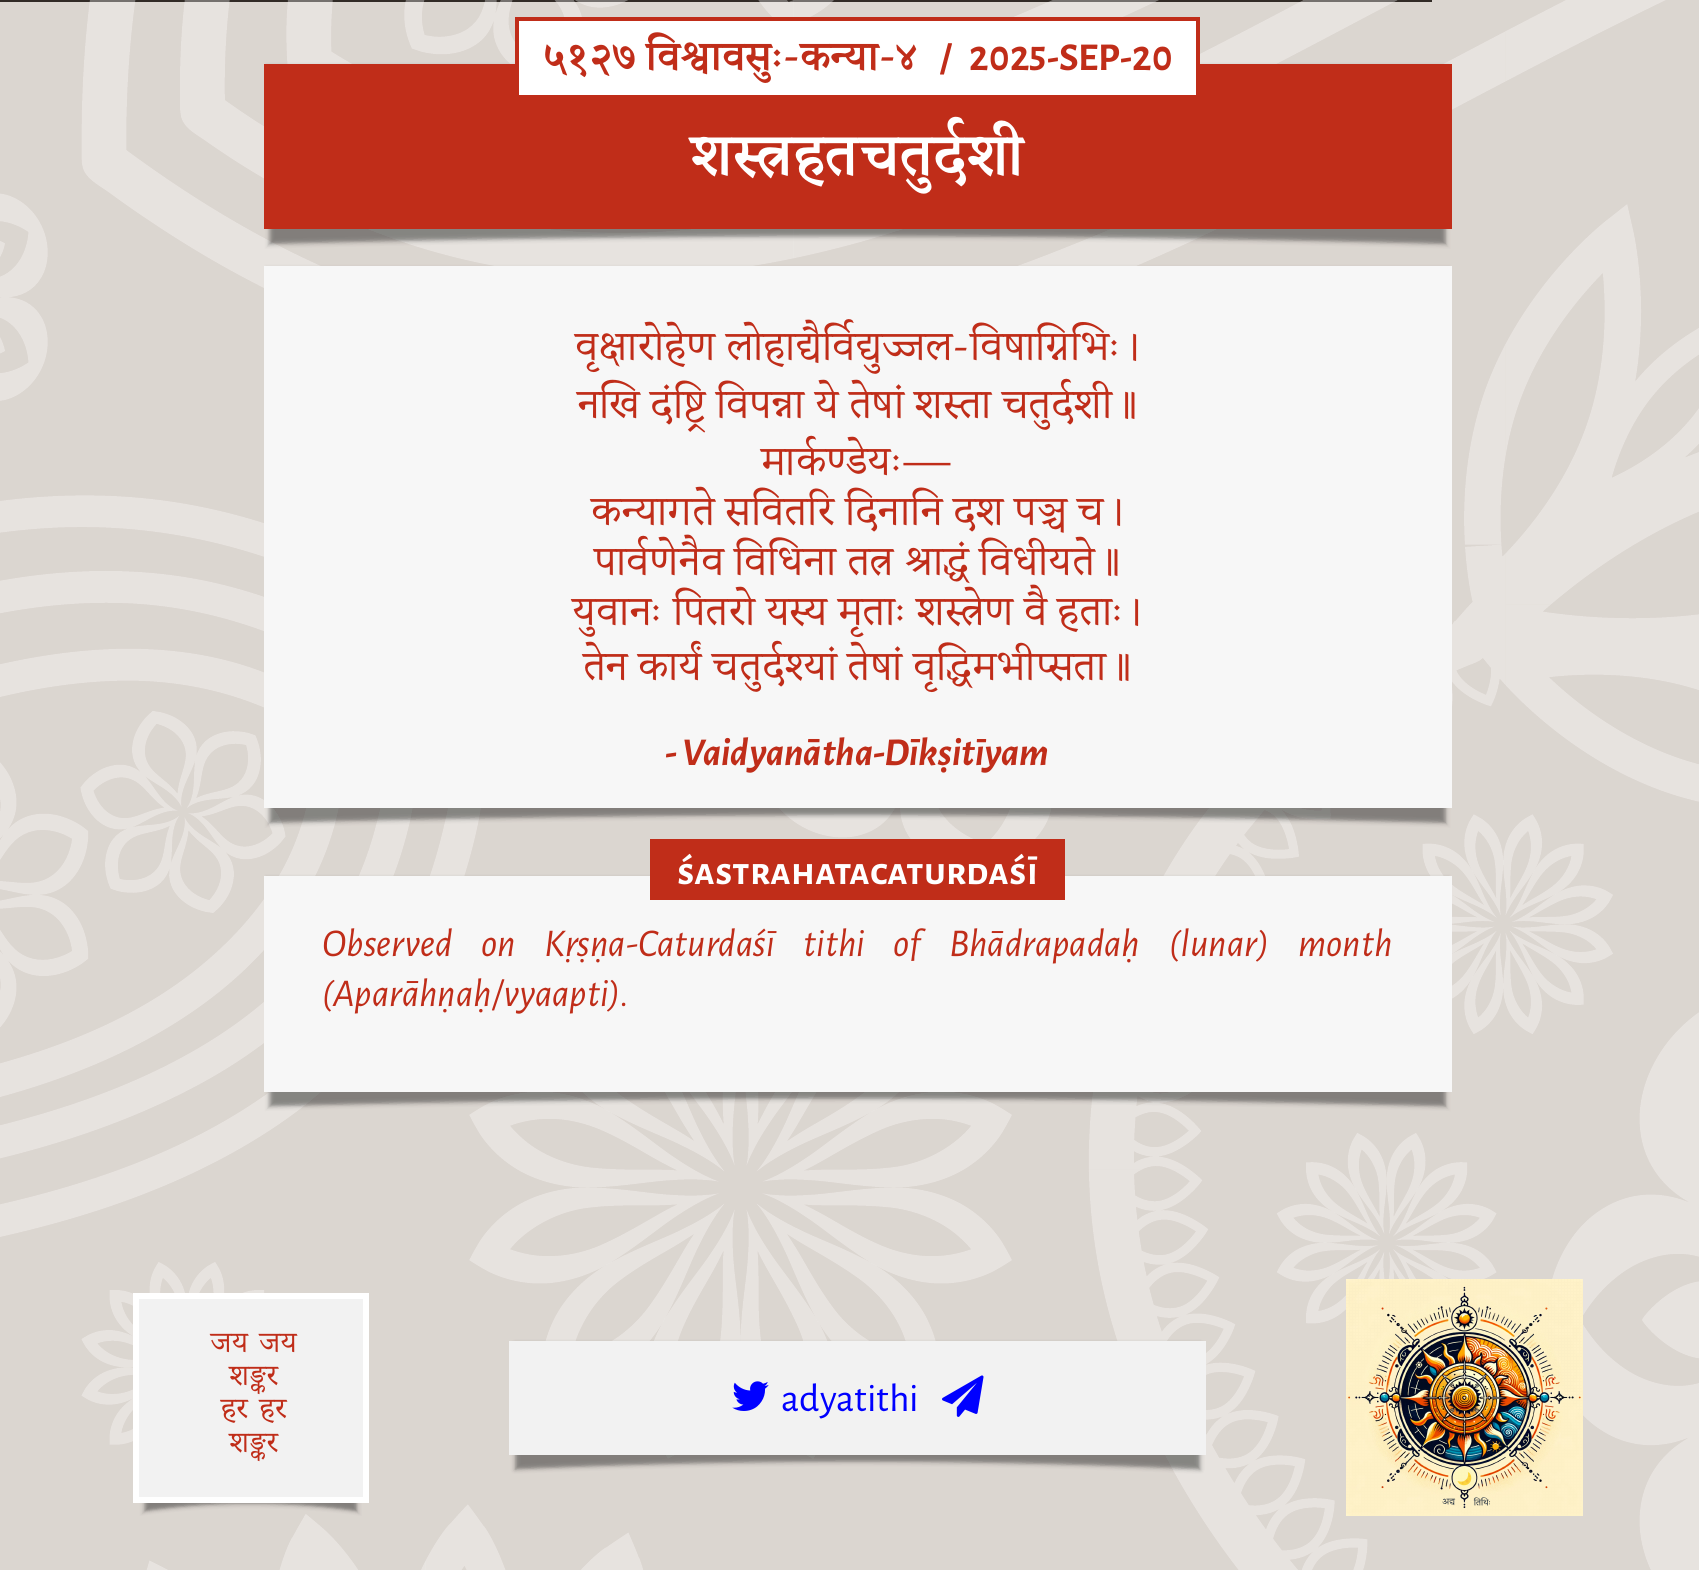 ५१२७ विश्वावसुः-कन्या-४ / 2025-SEP-20
शस्त्रहतचतुर्दशी
वृक्षारोहेण लोहाद्यैर्विद्युज्जल-विषाग्निभिः।
नखि दंष्ट्रि विपन्ना ये तेषां शस्ता चतुर्दशी॥
मार्कण्डेयः—
कन्यागते सवितरि दिनानि दश पञ्च च।
पार्वणेनैव विधिना तत्र श्राद्धं विधीयते॥
युवानः पितरो यस्य मृताः शस्त्रेण वै हताः।
तेन कार्यं चतुर्दश्यां तेषां वृद्धिमभीप्सता॥
- Vaidyanātha-Dīkṣitīyam
ŚASTRAHATACATURDAŚĪ
Observed on Kṛṣṇa-Caturdaśī tithi of Bhādrapadaḥ (lunar) month
(Aparāhṇaḥ/vyaapti).
जय जय
शङ्कर
हर हर
शङ्कर
adyatithi
अद्य तिथिः